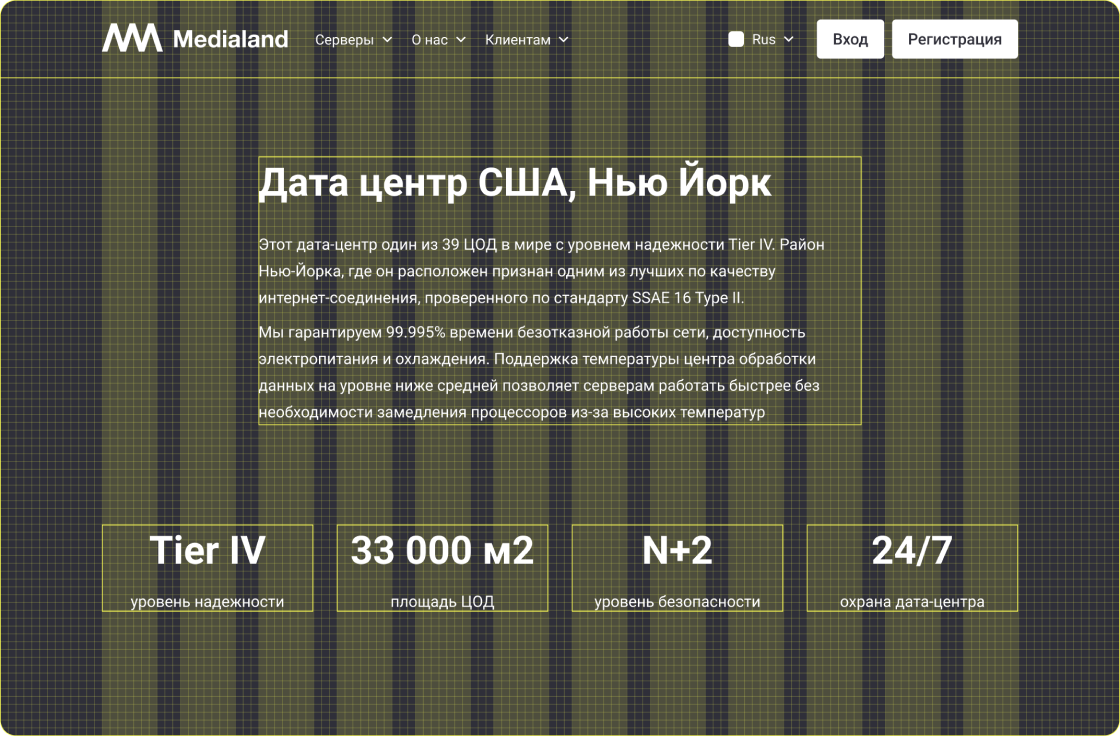 Medialand Серверы О нас Клиентам Rus Вход Регистрация
Дата центр США, Нью Йорк
Этот дата-центр один из 39 ЦОД в мире с уровнем надежности Tier IV. Район
Нью-Йорка, где он расположен признан одним из лучших по качеству
интернет-соединения, проверенного по стандарту SSAE 16 Type II.
Мы гарантируем 99.995% времени безотказной работы сети, доступность
электропитания и охлаждения. Поддержка температуры центра обработки
данных на уровне ниже средней позволяет серверам работать быстрее без
необходимости замедления процессоров из-за высоких температур
Tier IV 33 000 м2 N+2 24/7
уровень надежности площадь ЦОД уровень безопасности охрана дата-центра